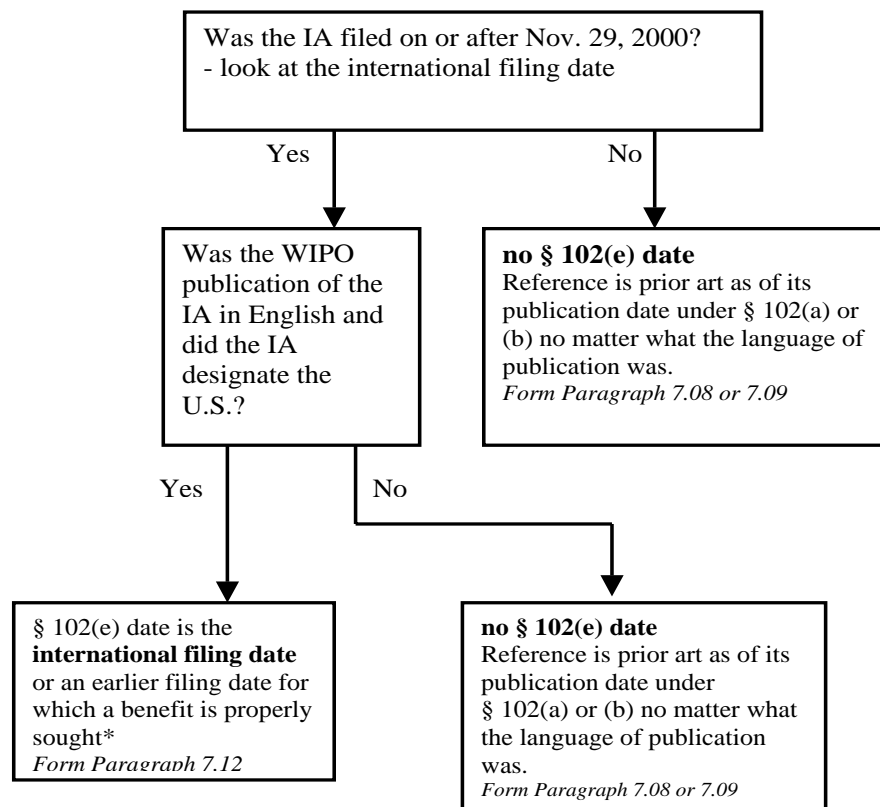 Was the IA filed on or after Nov. 29, 2000?
- look at the international filing date
Yes
No
Was the WIPO
publication of the
IA in English and
did the IA
designate the
U.S.?
no § 102(e) date
Reference is prior art as of its
publication date under § 102(a) or
(b) no matter what the language of
publication was.
Form Paragraph 7.08 or 7.09
Yes
No
§ 102(e) date is the
international filing date
or an earlier filing date for
which a benefit is properly
sought*
Form Paragraph 7.12
no § 102(e) date
Reference is prior art as of its
publication date under
§ 102(a) or (b) no matter what
the language of publication
was.
Form Paragraph 7.08 or 7.09